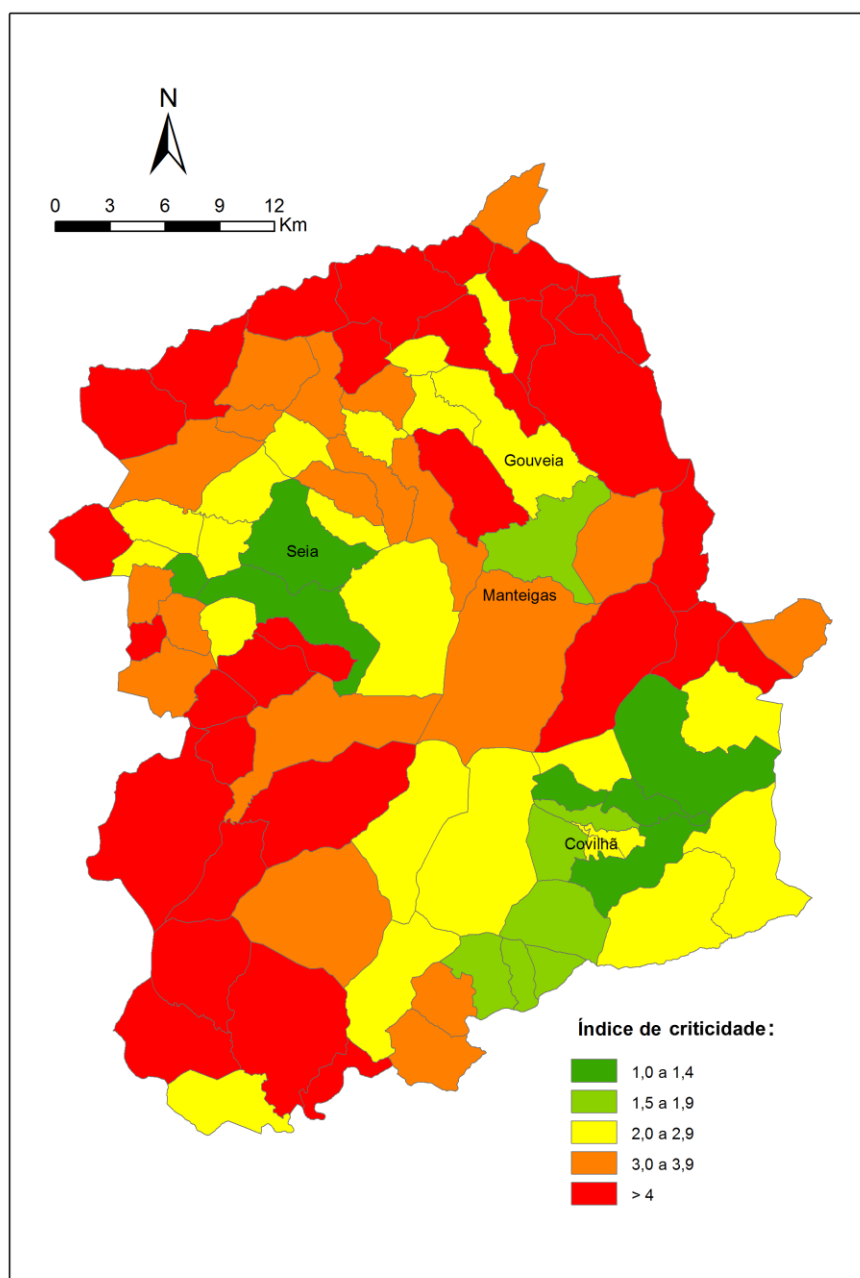 N
0 3 6 9 12
Km
Gouveia
Seia
Manteigas
Covilhã
Índice de criticidade:
1,0 a 1,4
1,5 a 1,9
2,0 a 2,9
3,0 a 3,9
> 4